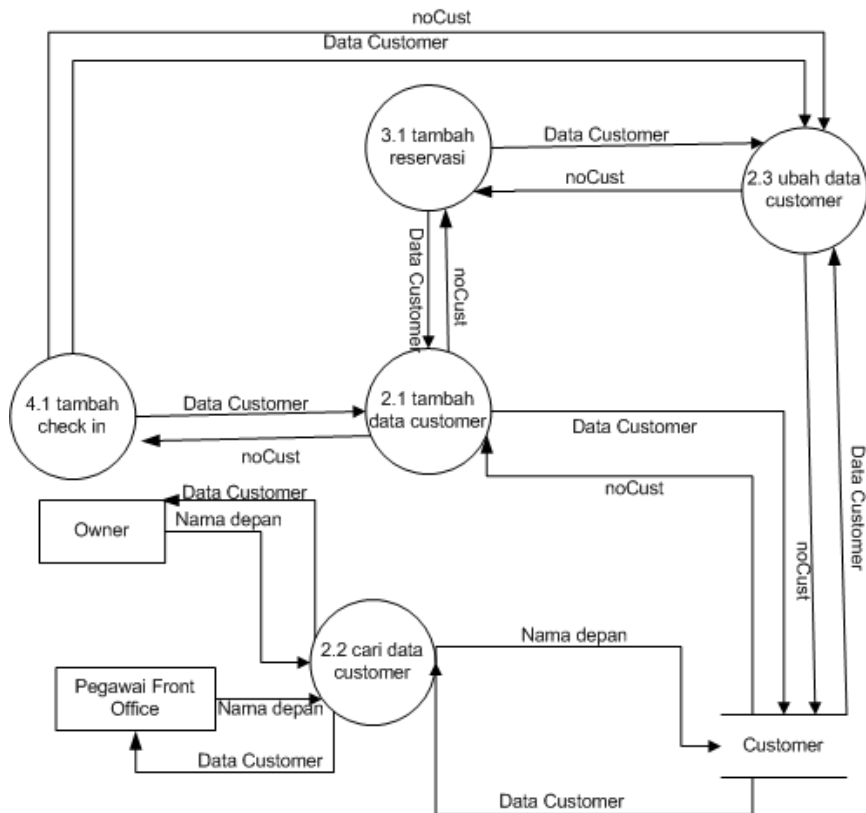 noCust
Data Customer
3.1 tambah
reservasi
Data Customer
noCust
2.3 ubah data
customer
Data Customer
noCust
4.1 tambah
check in
Data Customer
noCust
2.1 tambah
data customer
Data Customer
noCust
noCust
Data Customer
Data Customer
Owner
Nama depan
2.2 cari data
customer
Nama depan
Pegawai Front
Office
Nama depan
Data Customer
Customer
Data Customer